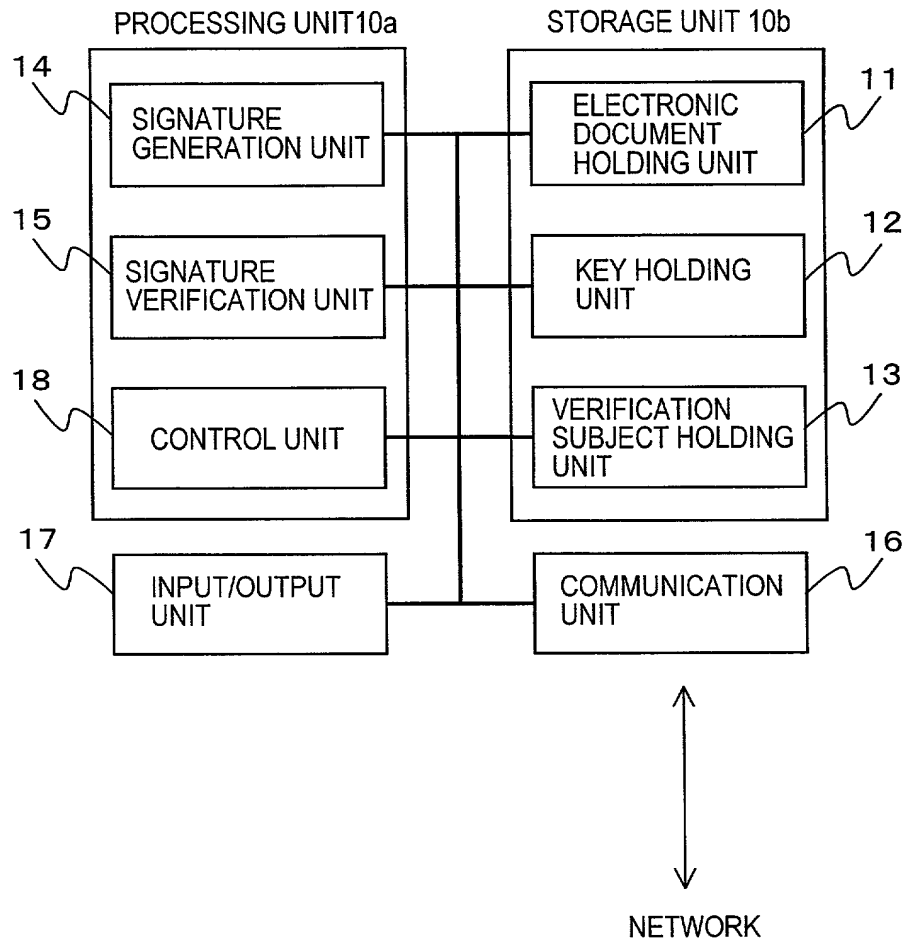 PROCESSING UNIT10a
STORAGE UNIT 10b
14
SIGNATURE
GENERATION UNIT
11
ELECTRONIC
DOCUMENT
HOLDING UNIT
15
SIGNATURE
VERIFICATION UNIT
12
KEY HOLDING
UNIT
18
CONTROL UNIT
13
VERIFICATION
SUBJECT HOLDING
UNIT
17
INPUT/OUTPUT
UNIT
16
COMMUNICATION
UNIT
NETWORK